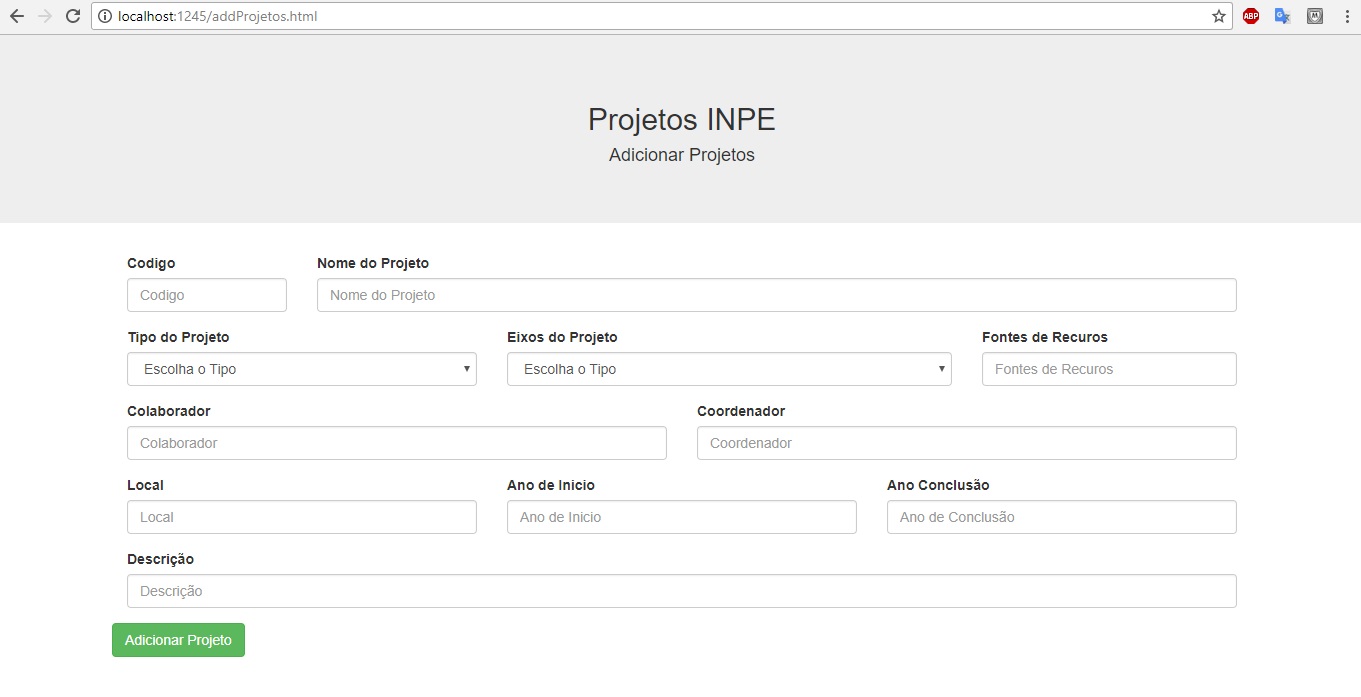 localhost:1245/addProjetos.html
ABP
Projetos INPE
Adicionar Projetos
Codigo Nome do Projeto
Codigo Nome do Projeto
Tipo do Projeto Eixos do Projeto Fontes de Recuros
Escolha o Tipo Escolha o Tipo Fontes de Recuros
Colaborador Coordenador
Colaborador Coordenador
Local Ano de Inicio Ano Conclusão
Local Ano de Inicio Ano de Conclusão
Descrição
Descrição
Adicionar Projeto